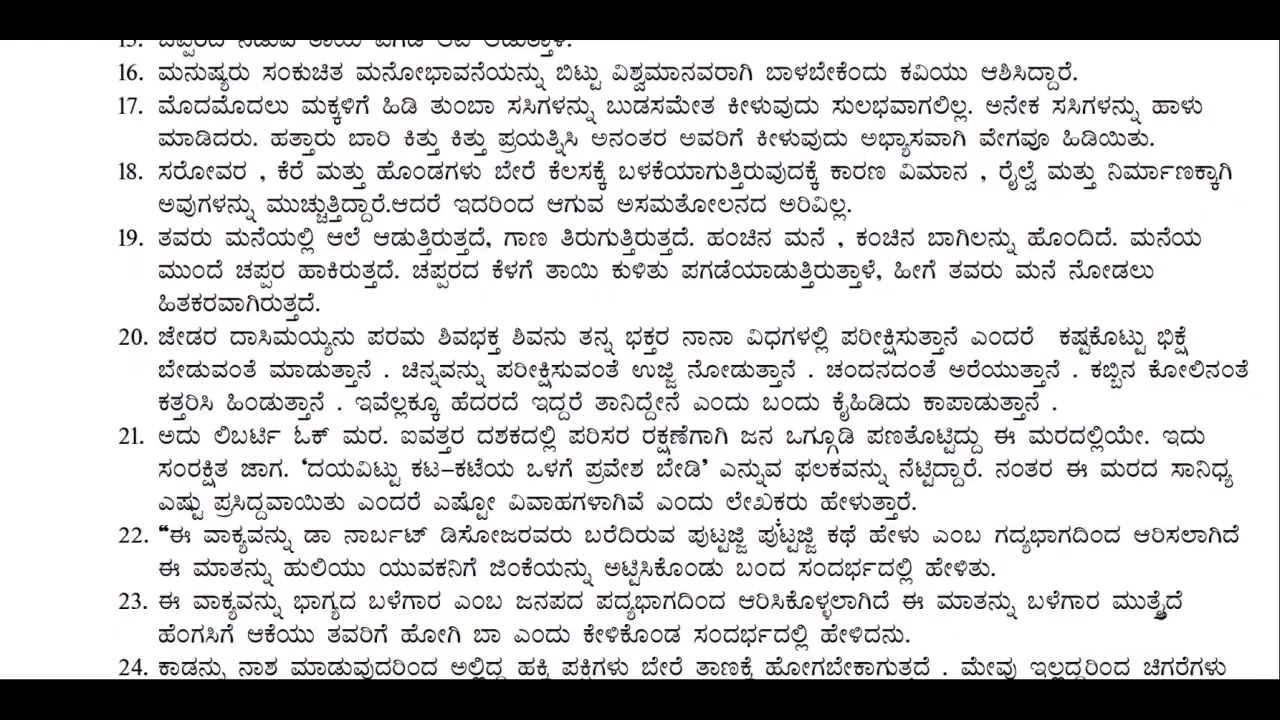 15. ಚಪ್ಪರದ ನಡುವೆ ತಾಯಿ ಪಗಡೆ ಆಡುತ್ತಾಳೆ.
16. ಮನುಷ್ಯರು ಸಂಕುಚಿತ ಮನೋಭಾವನೆಯನ್ನು ಬಿಟ್ಟು ವಿಶ್ವಮಾನವರಾಗಿ ಬಾಳಬೇಕೆಂದು ಕವಿಯು ಆಶಿಸಿದ್ದಾರೆ.
17. ಮೊದಮೊದಲು ಮಕ್ಕಳಿಗೆ ಹಿಡಿ ತುಂಬಾ ಸಸಿಗಳನ್ನು ಬುಡಸಮೇತ ಕೀಳುವುದು ಸುಲಭವಾಗಲಿಲ್ಲ. ಅನೇಕ ಸಸಿಗಳನ್ನು ಹಾಳು
ಮಾಡಿದರು. ಹತ್ತಾರು ಬಾರಿ ಕಿತ್ತು ಕಿತ್ತು ಪ್ರಯತ್ನಿಸಿ ಅನಂತರ ಅವರಿಗೆ ಕೀಳುವುದು ಅಭ್ಯಾಸವಾಗಿ ವೇಗವೂ ಹಿಡಿಯಿತು.
18. ಸರೋವರ , ಕೆರೆ ಮತ್ತು ಹೊಂಡಗಳು ಬೇರೆ ಕೆಲಸಕ್ಕೆ ಬಳಕೆಯಾಗುತ್ತಿರುವುದಕ್ಕೆ ಕಾರಣ ವಿಮಾನ , ರೈಲ್ವೆ ಮತ್ತು ನಿರ್ಮಾಣಕ್ಕಾಗಿ
ಅವುಗಳನ್ನು ಮುಚ್ಚುತ್ತಿದ್ದಾರೆ.ಆದರೆ ಇದರಿಂದ ಆಗುವ ಅಸಮತೋಲನದ ಅರಿವಿಲ್ಲ.
19. ತವರು ಮನೆಯಲ್ಲಿ ಆಲೆ ಆಡುತ್ತಿರುತ್ತದೆ, ಗಾಣ ತಿರುಗುತ್ತಿರುತ್ತದೆ. ಹಂಚಿನ ಮನೆ , ಕಂಚಿನ ಬಾಗಿಲನ್ನು ಹೊಂದಿದೆ. ಮನೆಯ
ಮುಂದೆ ಚಪ್ಪರ ಹಾಕಿರುತ್ತದೆ. ಚಪ್ಪರದ ಕೆಳಗೆ ತಾಯಿ ಕುಳಿತು ಪಗಡೆಯಾಡುತ್ತಿರುತ್ತಾಳೆ, ಹೀಗೆ ತವರು ಮನೆ ನೋಡಲು
ಹಿತಕರವಾಗಿರುತ್ತದೆ.
20. ಜೇಡರ ದಾಸಿಮಯ್ಯನು ಪರಮ ಶಿವಭಕ್ತ ಶಿವನು ತನ್ನ ಭಕ್ತರ ನಾನಾ ವಿಧಗಳಲ್ಲಿ ಪರೀಕ್ಷಿಸುತ್ತಾನೆ ಎಂದರೆ ಕಷ್ಟಕೊಟ್ಟು ಭಿಕ್ಷೆ
ಬೇಡುವಂತೆ ಮಾಡುತ್ತಾನೆ . ಚಿನ್ನವನ್ನು ಪರೀಕ್ಷಿಸುವಂತೆ ಉಜ್ಜಿ ನೋಡುತ್ತಾನೆ . ಚಂದನದಂತೆ ಅರೆಯುತ್ತಾನೆ . ಕಬ್ಬಿನ ಕೋಲಿನಂತೆ
ಕತ್ತರಿಸಿ ಹಿಂಡುತ್ತಾನೆ . ಇವೆಲ್ಲಕ್ಕೂ ಹೆದರದೆ ಇದ್ದರೆ ತಾನಿದ್ದೇನೆ ಎಂದು ಬಂದು ಕೈಹಿಡಿದು ಕಾಪಾಡುತ್ತಾನೆ .
21. ಅದು ಲಿಬರ್ಟಿ ಓಕ್ ಮರ. ಐವತ್ತರ ದಶಕದಲ್ಲಿ ಪರಿಸರ ರಕ್ಷಣೆಗಾಗಿ ಜನ ಒಗ್ಗೂಡಿ ಪಣತೊಟ್ಟಿದ್ದು ಈ ಮರದಲ್ಲಿಯೇ. ಇದು
ಸಂರಕ್ಷಿತ ಜಾಗ. ‘ದಯವಿಟ್ಟು ಕಟ–ಕಟೆಯ ಒಳಗೆ ಪ್ರವೇಶ ಬೇಡಿ’ ಎನ್ನುವ ಫಲಕವನ್ನು ನೆಟ್ಟಿದ್ದಾರೆ. ನಂತರ ಈ ಮರದ ಸಾನಿಧ್ಯ
ಎಷ್ಟು ಪ್ರಸಿದ್ದವಾಯಿತು ಎಂದರೆ ಎಷ್ಟೋ ವಿವಾಹಗಳಾಗಿವೆ ಎಂದು ಲೇಖಕರು ಹೇಳುತ್ತಾರೆ.
22. “ಈ ವಾಕ್ಯವನ್ನು ಡಾ ನಾರ್ಬಟ್ ಡಿಸೋಜರವರು ಬರೆದಿರುವ ಪುಟ್ಟಜ್ಜಿ ಪುಟ್ಟಜ್ಜಿ ಕಥೆ ಹೇಳು ಎಂಬ ಗದ್ಯಭಾಗದಿಂದ ಆರಿಸಲಾಗಿದೆ
ಈ ಮಾತನ್ನು ಹುಲಿಯು ಯುವಕನಿಗೆ ಜಿಂಕೆಯನ್ನು ಅಟ್ಟಿಸಿಕೊಂಡು ಬಂದ ಸಂದರ್ಭದಲ್ಲಿ ಹೇಳಿತು.
23. ಈ ವಾಕ್ಯವನ್ನು ಭಾಗ್ಯದ ಬಳೆಗಾರ ಎಂಬ ಜನಪದ ಪದ್ಯಭಾಗದಿಂದ ಆರಿಸಿಕೊಳ್ಳಲಾಗಿದೆ ಈ ಮಾತನ್ನು ಬಳೆಗಾರ ಮುತ್ತೈದೆ
ಹೆಂಗಸಿಗೆ ಆಕೆಯು ತವರಿಗೆ ಹೋಗಿ ಬಾ ಎಂದು ಕೇಳಿಕೊಂಡ ಸಂದರ್ಭದಲ್ಲಿ ಹೇಳಿದನು.
24. ಕಾಡನ್ನು ನಾಶ ಮಾಡುವುದರಿಂದ ಅಲ್ಲಿದ್ದ ಹಕ್ಕಿ ಪಕ್ಷಿಗಳು ಬೇರೆ ತಾಣಕ್ಕೆ ಹೋಗಬೇಕಾಗುತ್ತದೆ . ಮೇವು ಇಲ್ಲದ್ದರಿಂದ ಚಿಗರೆಗಳು